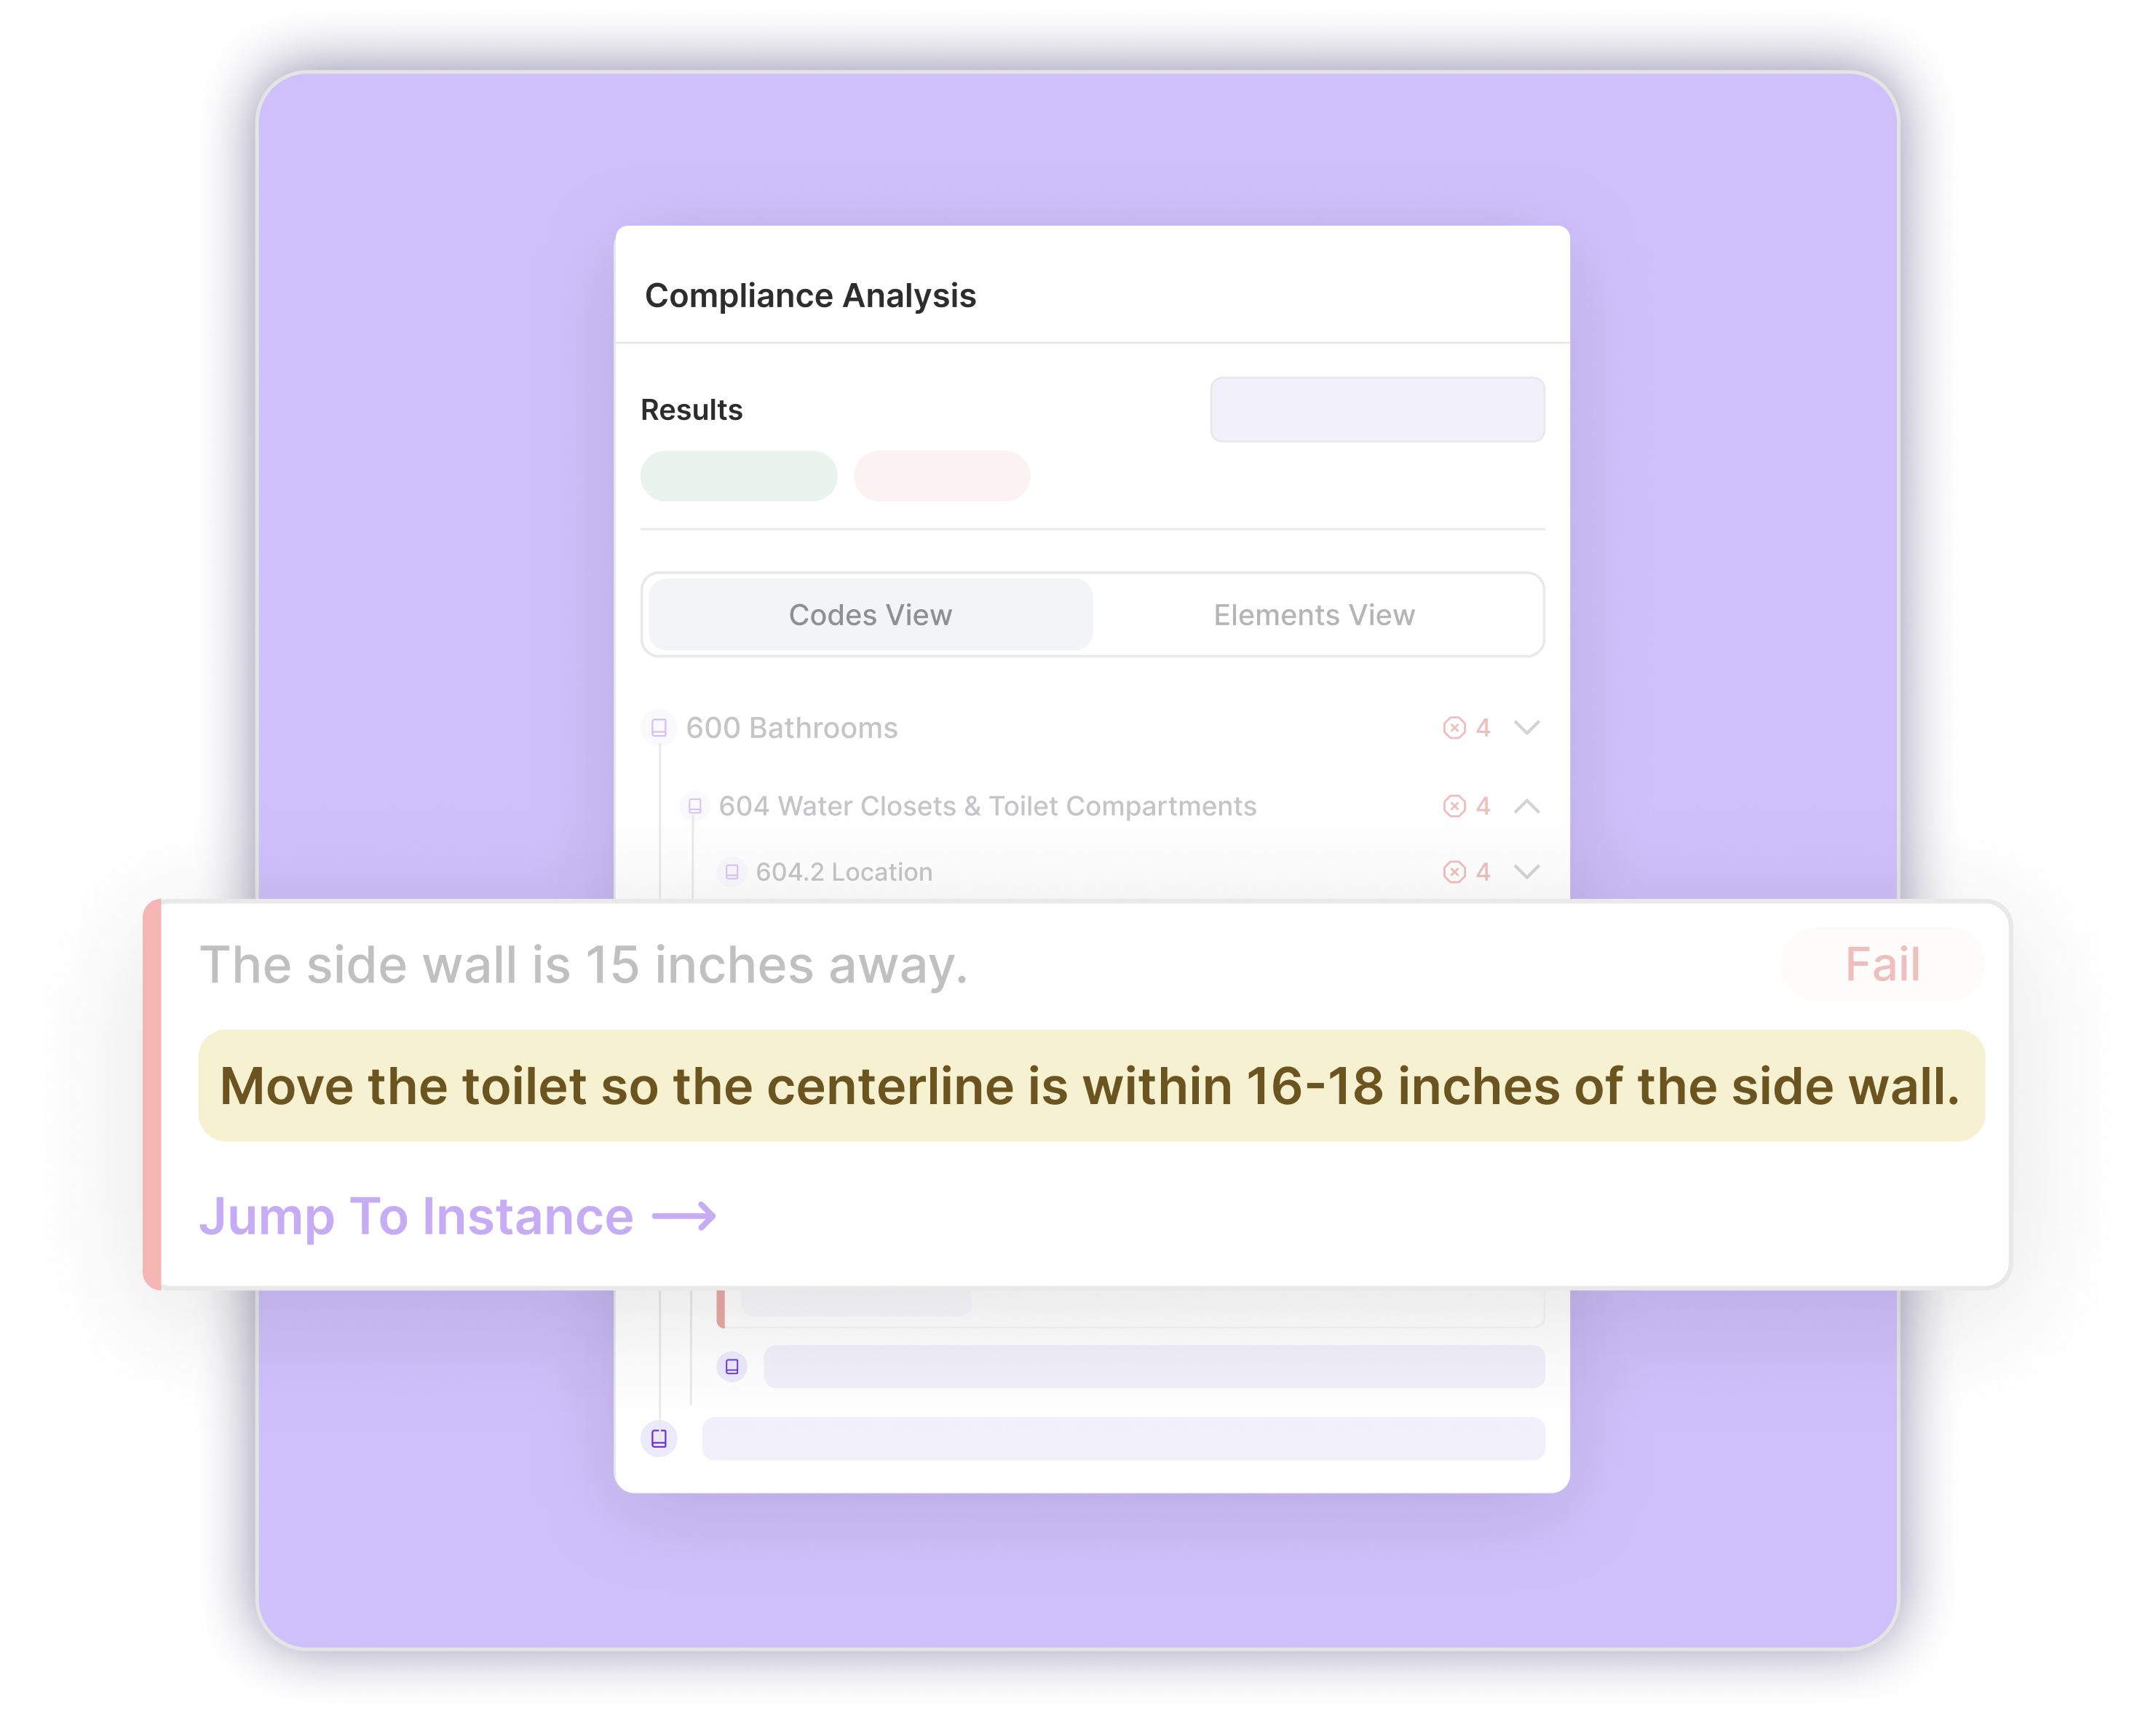 Compliance Analysis
Results
Codes View
Elements View
600 Bathrooms 4
604 Water Closets & Toilet Compartments 4
604.2 Location 4
The side wall is 15 inches away. Fail
Move the toilet so the centerline is within 16-18 inches of the side wall.
Jump To Instance →